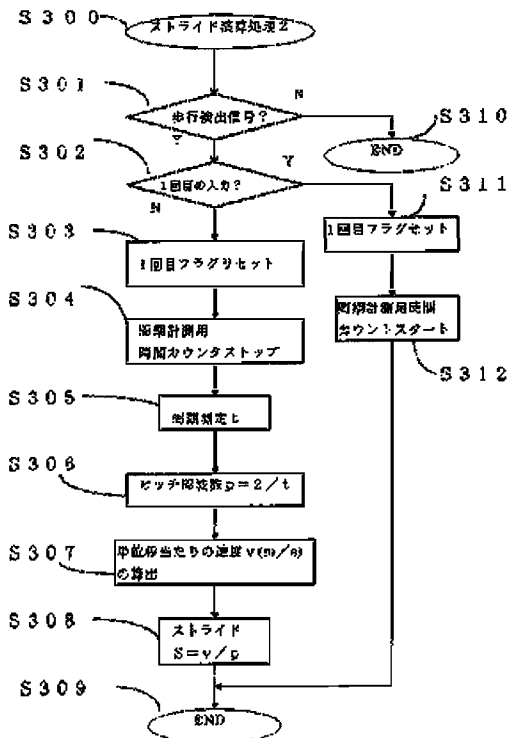 S300
ストライド演算処理2
S301
歩行検出信号?
N
Y
S310
END
S302
1回目の入力?
Y
N
S311
1回目フラグセット
S303
1回目フラグリセット
S304
周期計測用
時間カウンタストップ
周期計測用時間
カウントスタート
S312
S305
周期判定t
S306
ピッチ周波数p=2/t
S307
単位秒当たりの速度v(m/s)
の算出
S308
ストライド
S=v/p
S309
END